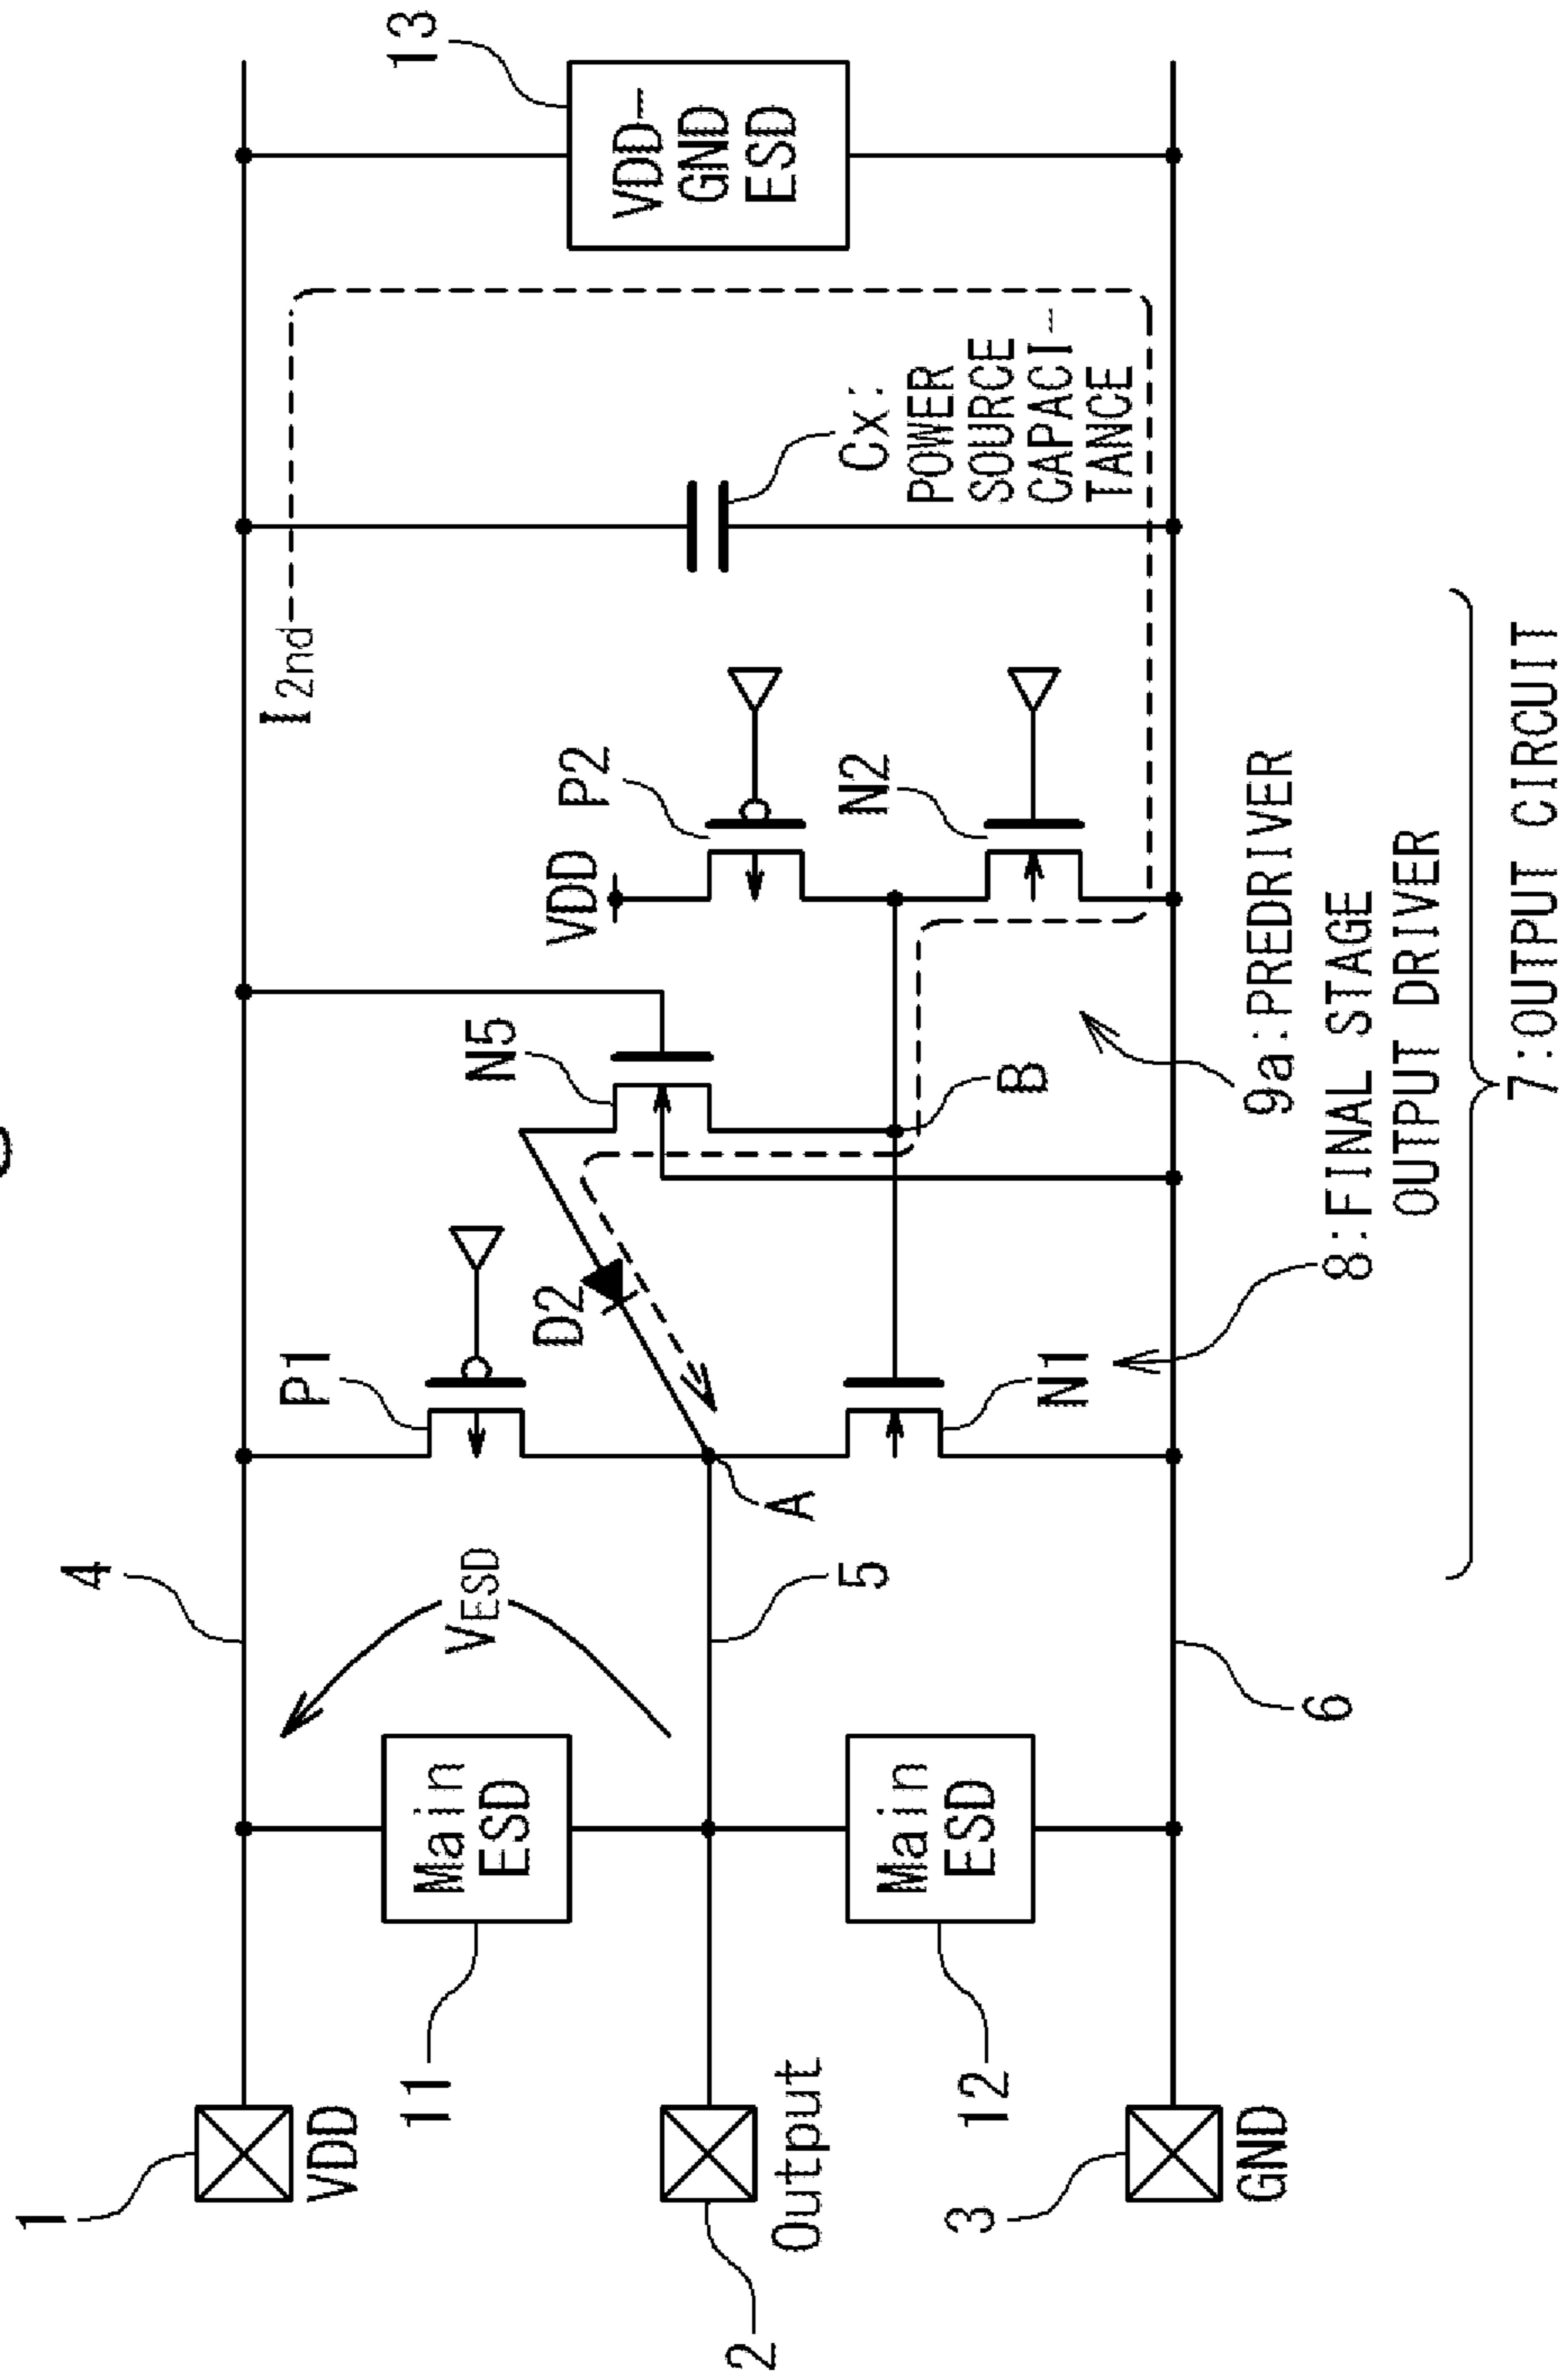 1
VDD
4
11
Main
ESD
VESD
P1
D2
N5
I2nd
13
VDD-
GND
ESD
2
Output
5
A
VDD
P2
N2
B
Cx:
POWER
SOURCE
CAPACI-
TANCE
12
Main
ESD
N1
3
GND
6
9a:PREDRIVER
8:FINAL STAGE
OUTPUT DRIVER
7:OUTPUT CIRCUIT